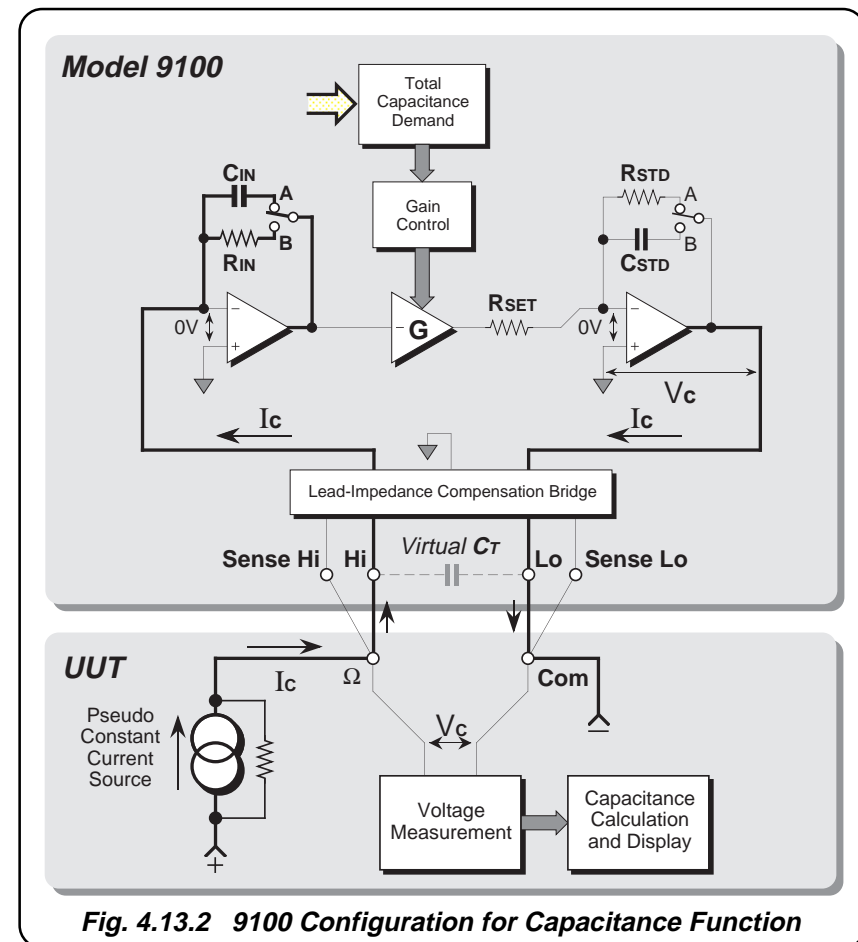 Model 9100
Total
Capacitance
Demand
CIN
A
B
RIN
Gain
Control
RSTD
A
B
CSTD
RSET
0V
−
+
− G
0V
−
+
VC
IC
IC
Lead-Impedance Compensation Bridge
Sense Hi
Hi
Virtual CT
Lo
Sense Lo
UUT
IC
Ω
Com
Pseudo
Constant
Current
Source
VC
−
+
Voltage
Measurement
Capacitance
Calculation
and Display
Fig. 4.13.2 9100 Configuration for Capacitance Function